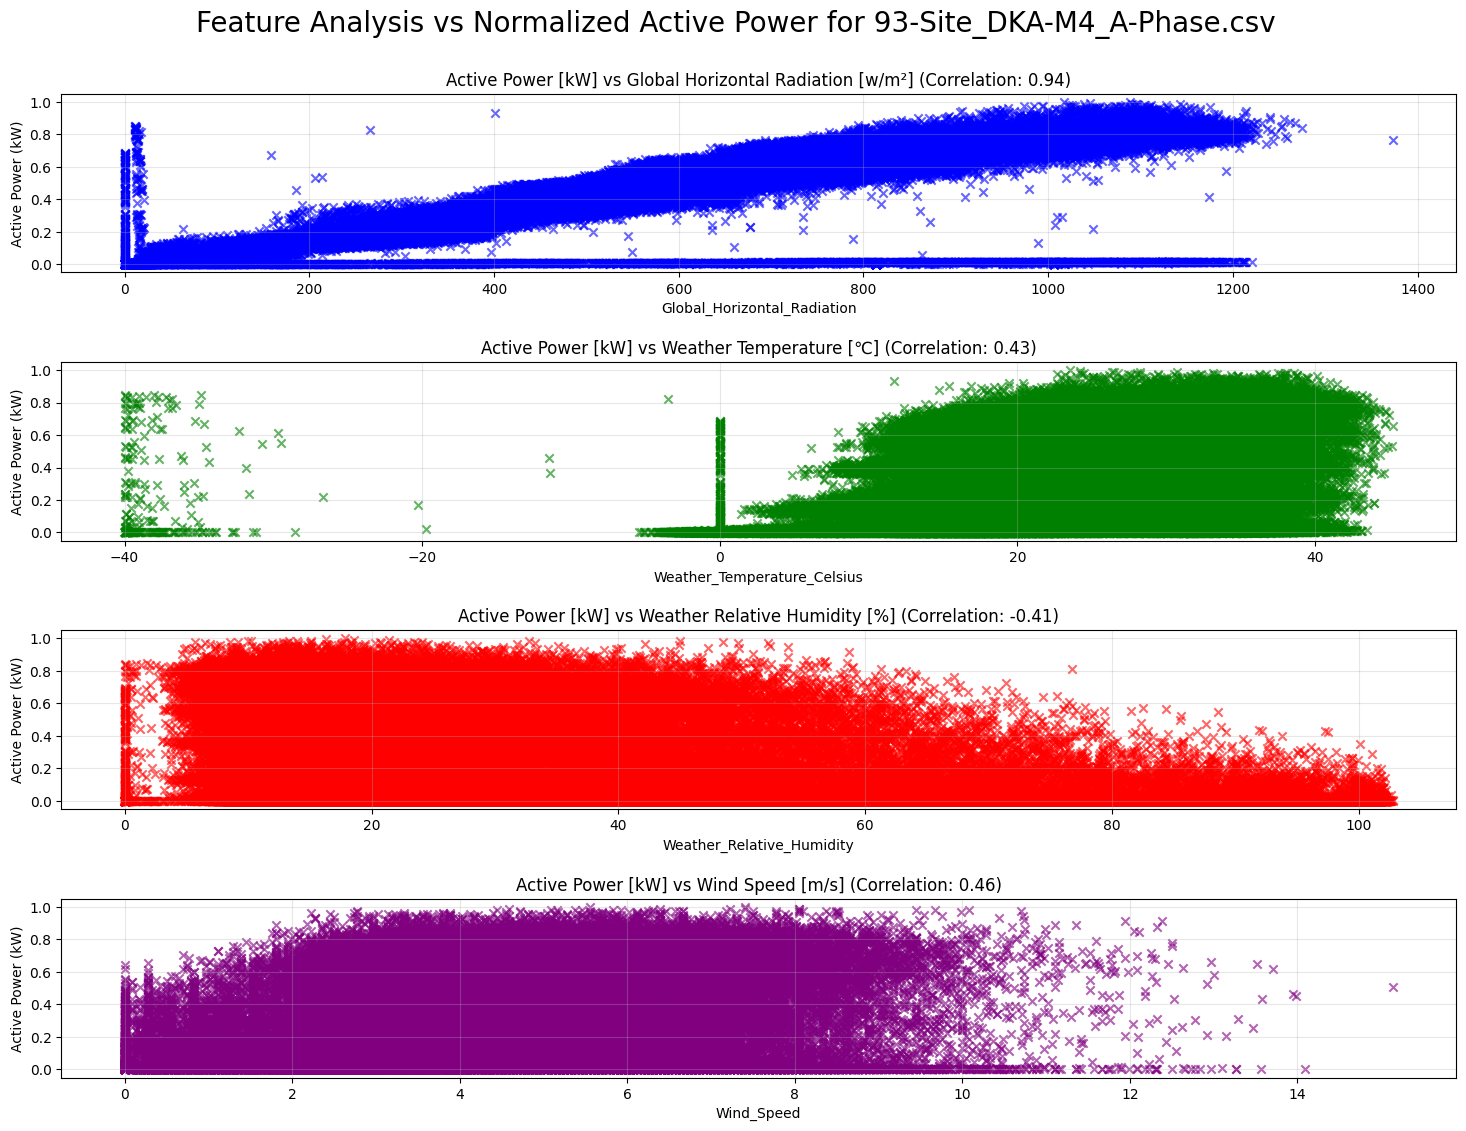 Feature Analysis vs Normalized Active Power for 93-Site_DKA-M4_A-Phase.csv
Active Power [kW] vs Global Horizontal Radiation [w/m²] (Correlation: 0.94)
Active Power (kW)
1.0
0.8
0.6
0.4
0.2
0.0
0 200 400 600 800 1000 1200 1400
Global_Horizontal_Radiation
Active Power [kW] vs Weather Temperature [℃] (Correlation: 0.43)
Active Power (kW)
1.0
0.8
0.6
0.4
0.2
0.0
−40 −20 0 20 40
Weather_Temperature_Celsius
Active Power [kW] vs Weather Relative Humidity [%] (Correlation: -0.41)
Active Power (kW)
1.0
0.8
0.6
0.4
0.2
0.0
0 20 40 60 80 100
Weather_Relative_Humidity
Active Power [kW] vs Wind Speed [m/s] (Correlation: 0.46)
Active Power (kW)
1.0
0.8
0.6
0.4
0.2
0.0
0 2 4 6 8 10 12 14
Wind_Speed